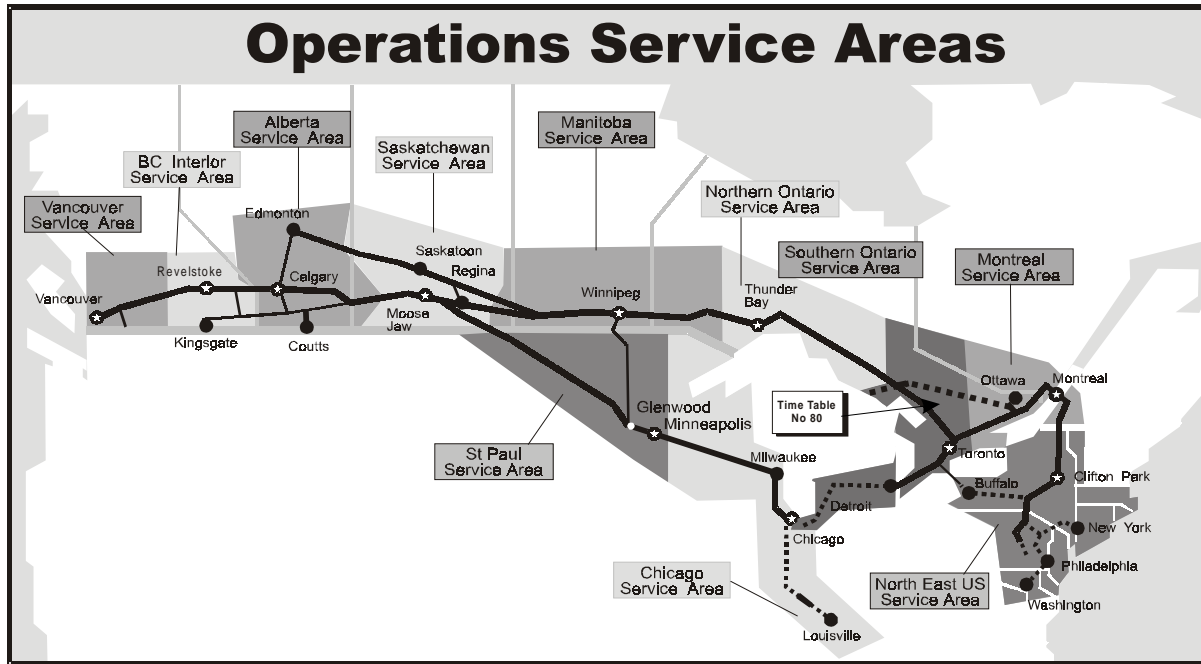 Operations Service Areas
Alberta
Service Area
Manitoba
Service Area
Saskatchewan
Service Area
BC Interior
Service Area
Northern Ontario
Service Area
Vancouver
Service Area
Edmonton
Southern Ontario
Service Area
Montreal
Service Area
Saskatoon
Regina
Revelstoke
Calgary
Winnipeg
Thunder
Bay
Vancouver
Moose
Jaw
Kingsgate
Coutts
Ottawa
Montreal
Time Table
No 80
Glenwood
Minneapolis
St Paul
Service Area
Milwaukee
Toronto
Buffalo
Clifton Park
Detroit
New York
Chicago
Chicago
Service Area
North East US
Service Area
Philadelphia
Washington
Louisville